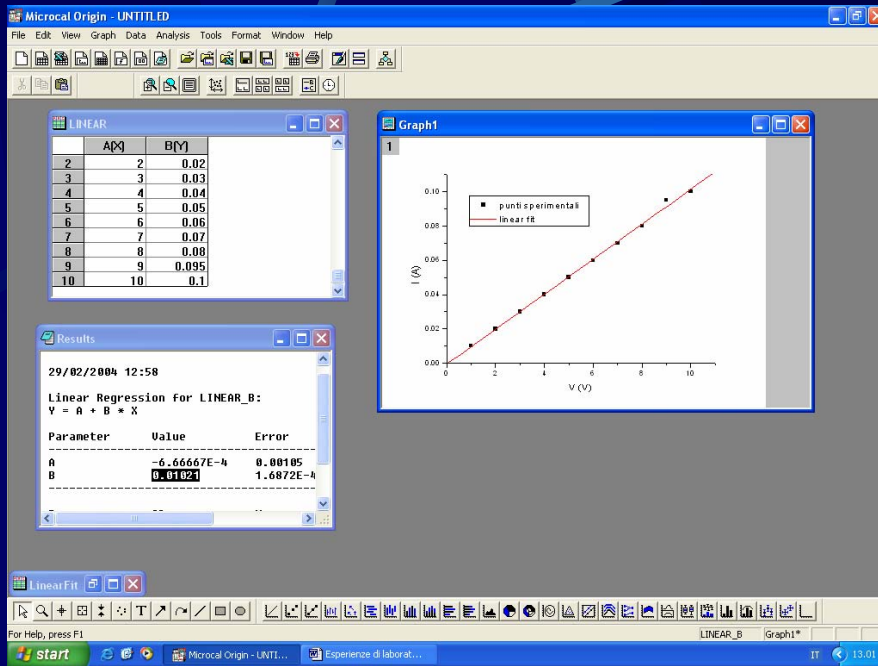 Microcal Origin - UNTITLED
File Edit View Graph Data Analysis Tools Format Window Help
LINEAR
A(X) B(Y)
2 2 0.02
3 3 0.03
4 4 0.04
5 5 0.05
6 6 0.06
7 7 0.07
8 8 0.08
9 9 0.095
10 10 0.1
Graph1
1
punti sperimentali
linear fit
0.10
0.08
0.06
0.04
0.02
0.00
I (A)
0 2 4 6 8 10
V (V)
Results
29/02/2004 12:58
Linear Regression for LINEAR_B:
Y = A + B * X
Parameter Value Error
A -6.66667E-4 0.00105
B 0.01021 1.6872E-4
LinearFit
For Help, press F1
LINEAR_B Graph1*
start
Microcal Origin - UNTI...
Esperienze di laborat...
IT 13.01